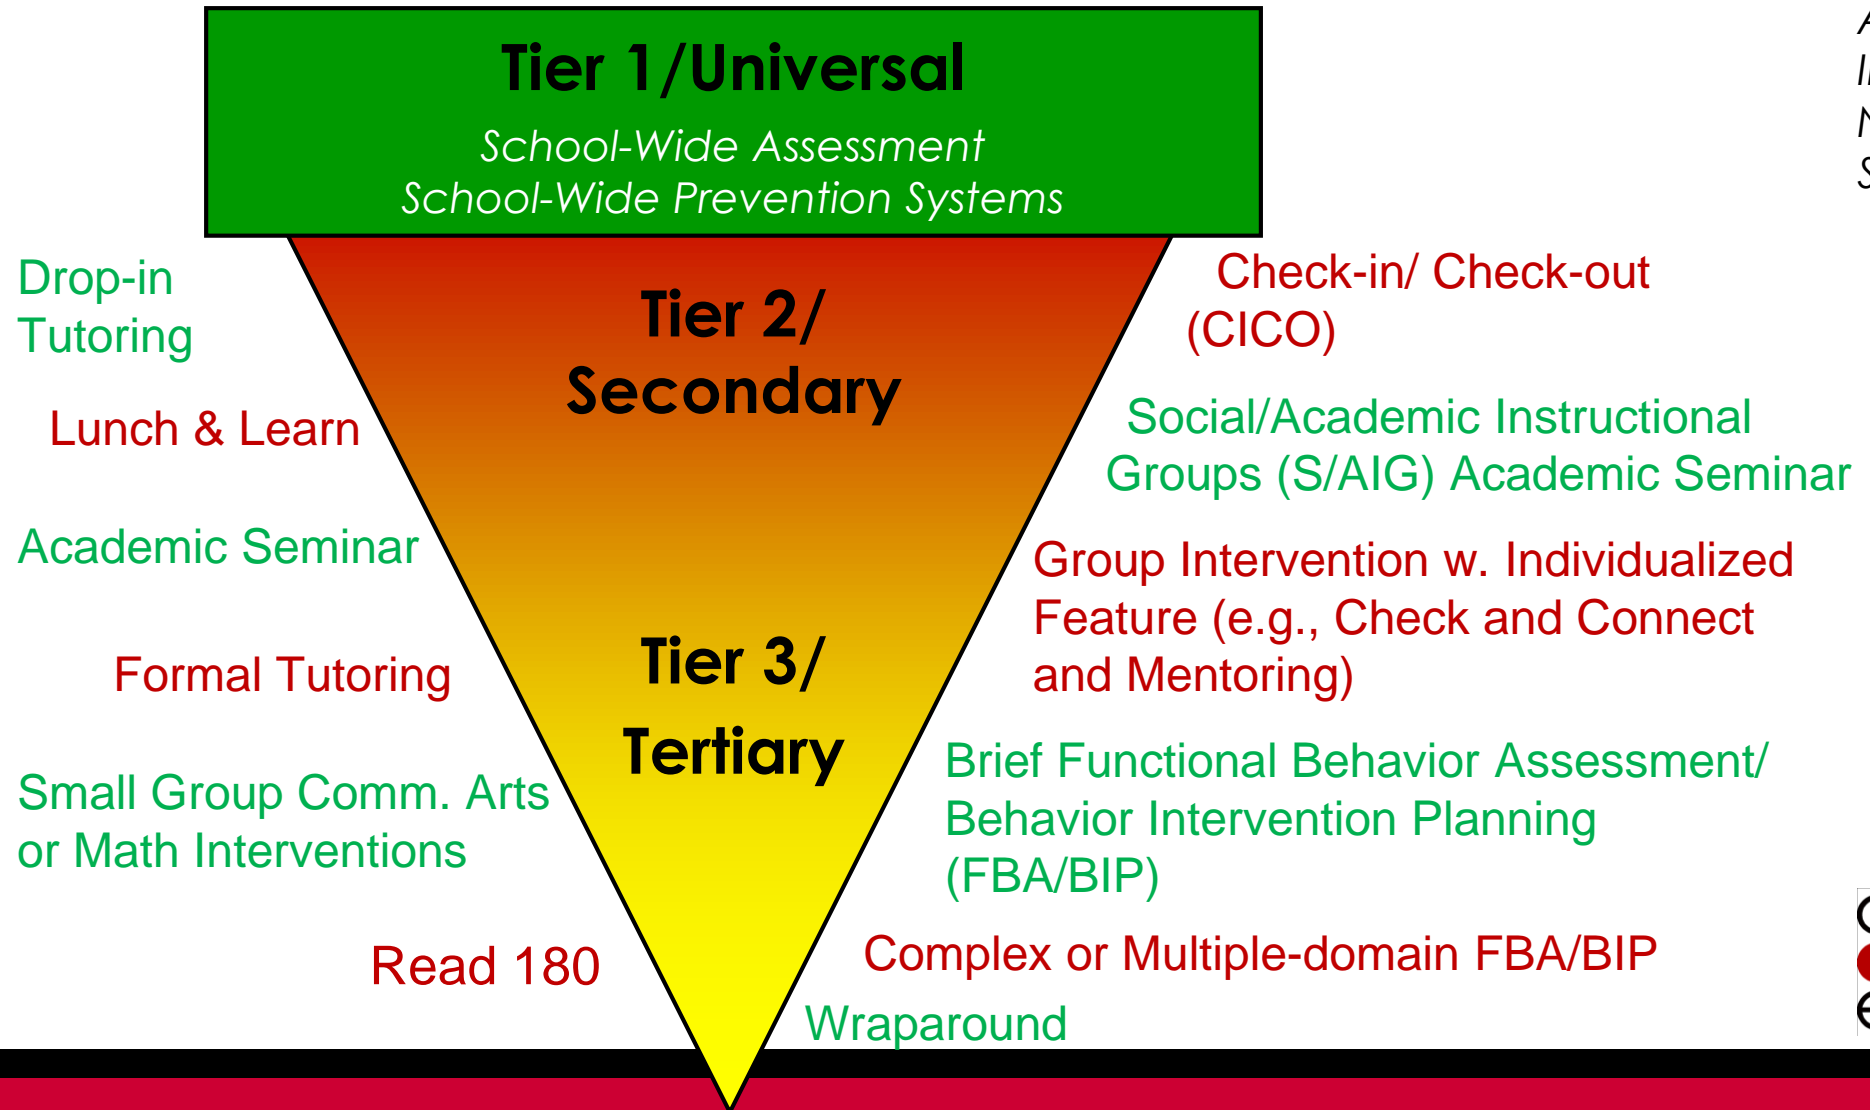 Tier 1/Universal
School-Wide Assessment
School-Wide Prevention Systems
Drop-in
Tutoring
Lunch & Learn
Academic Seminar
Formal Tutoring
Small Group Comm. Arts
or Math Interventions
Read 180
Tier 2/
Secondary
Tier 3/
Tertiary
Check-in/ Check-out
(CICO)
Social/Academic Instructional
Groups (S/AIG) Academic Seminar
Group Intervention w. Individualized
Feature (e.g., Check and Connect
and Mentoring)
Brief Functional Behavior Assessment/
Behavior Intervention Planning
(FBA/BIP)
Complex or Multiple-domain FBA/BIP
Wraparound